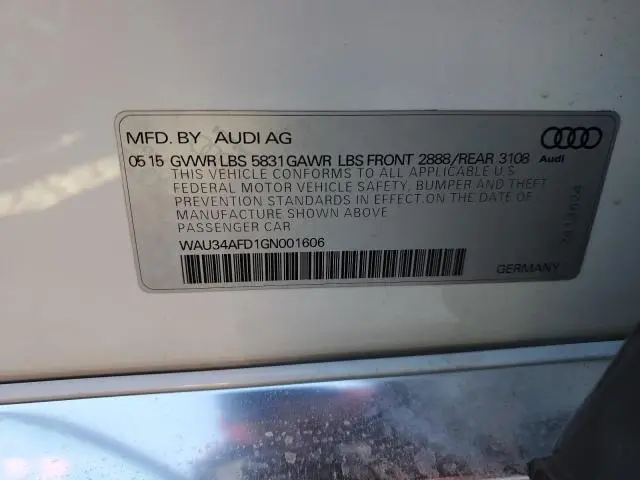 MFD. BY AUDI AG
05 15 GVWR LBS 5831 GAWR LBS FRONT 2888/REAR 3108 Audi
THIS VEHICLE CONFORMS TO ALL APPLICABLE U.S
FEDERAL MOTOR VEHICLE SAFETY, BUMPER AND THEFT
PREVENTION STANDARDS IN EFFECT ON THE DATE OF
MANUFACTURE SHOWN ABOVE
PASSENGER CAR
WAU34AFD1GN001606
GERMANY